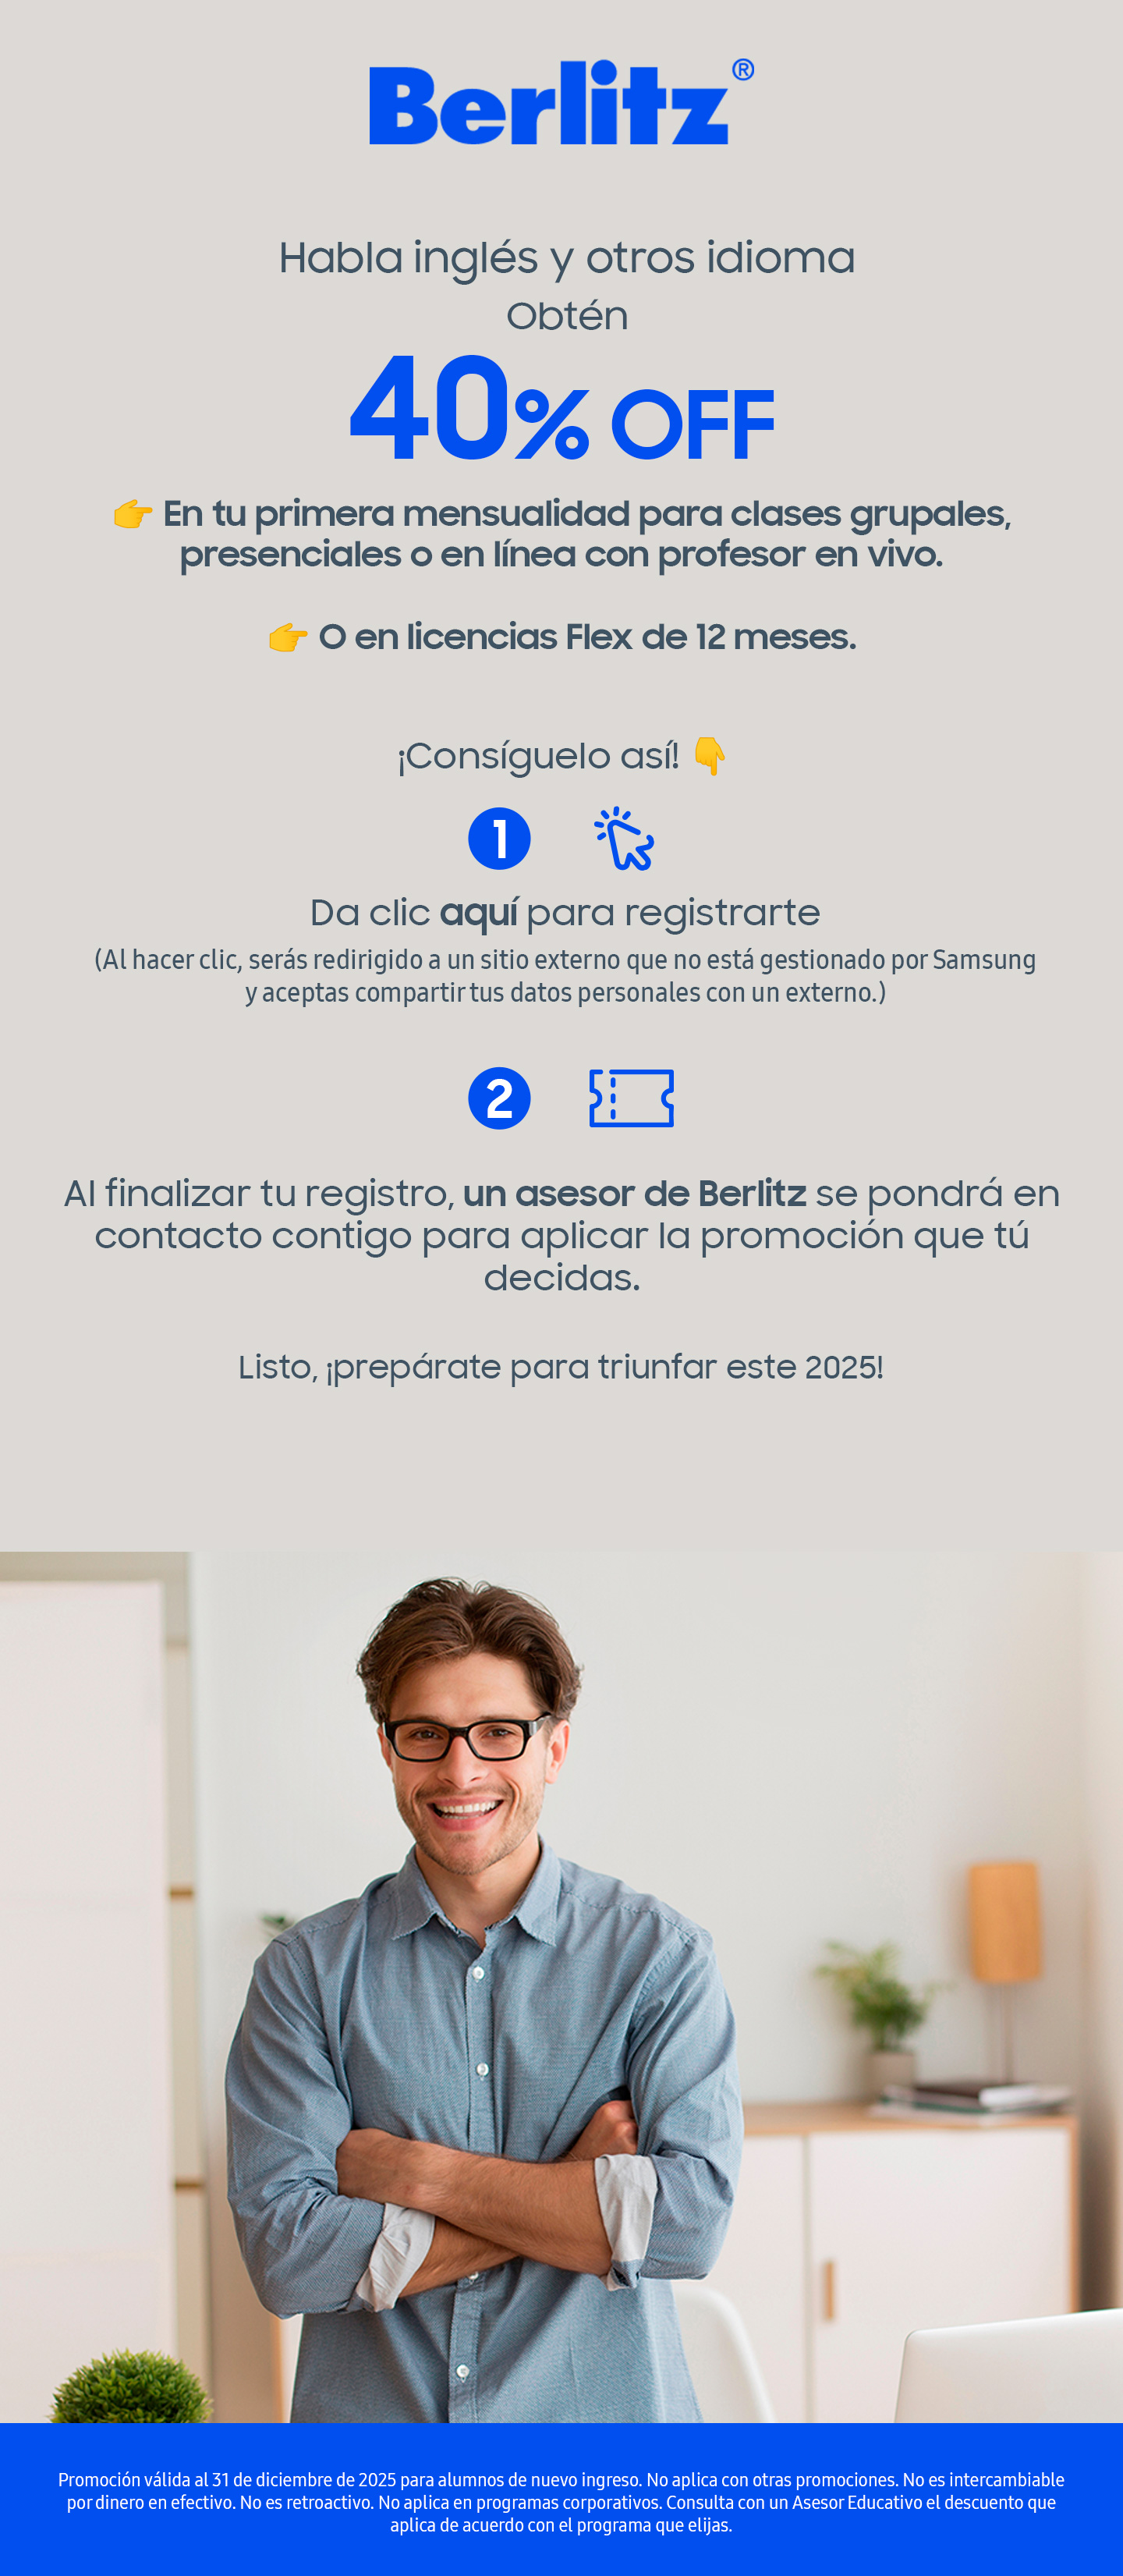 Berlitz®
Habla inglés y otros idioma
Obtén
40% OFF
👉 En tu primera mensualidad para clases grupales,
presenciales o en línea con profesor en vivo.
👉 O en licencias Flex de 12 meses.
¡Consíguelo así! 👇
1
Da clic aquí para registrarte
(Al hacer clic, serás redirigido a un sitio externo que no está gestionado por Samsung
y aceptas compartir tus datos personales con un externo.)
2
Al finalizar tu registro, un asesor de Berlitz se pondrá en
contacto contigo para aplicar la promoción que tú
decidas.
Listo, ¡prepárate para triunfar este 2025!
Promoción válida al 31 de diciembre de 2025 para alumnos de nuevo ingreso. No aplica con otras promociones. No es intercambiable
por dinero en efectivo. No es retroactivo. No aplica en programas corporativos. Consulta con un Asesor Educativo el descuento que
aplica de acuerdo con el programa que elijas.